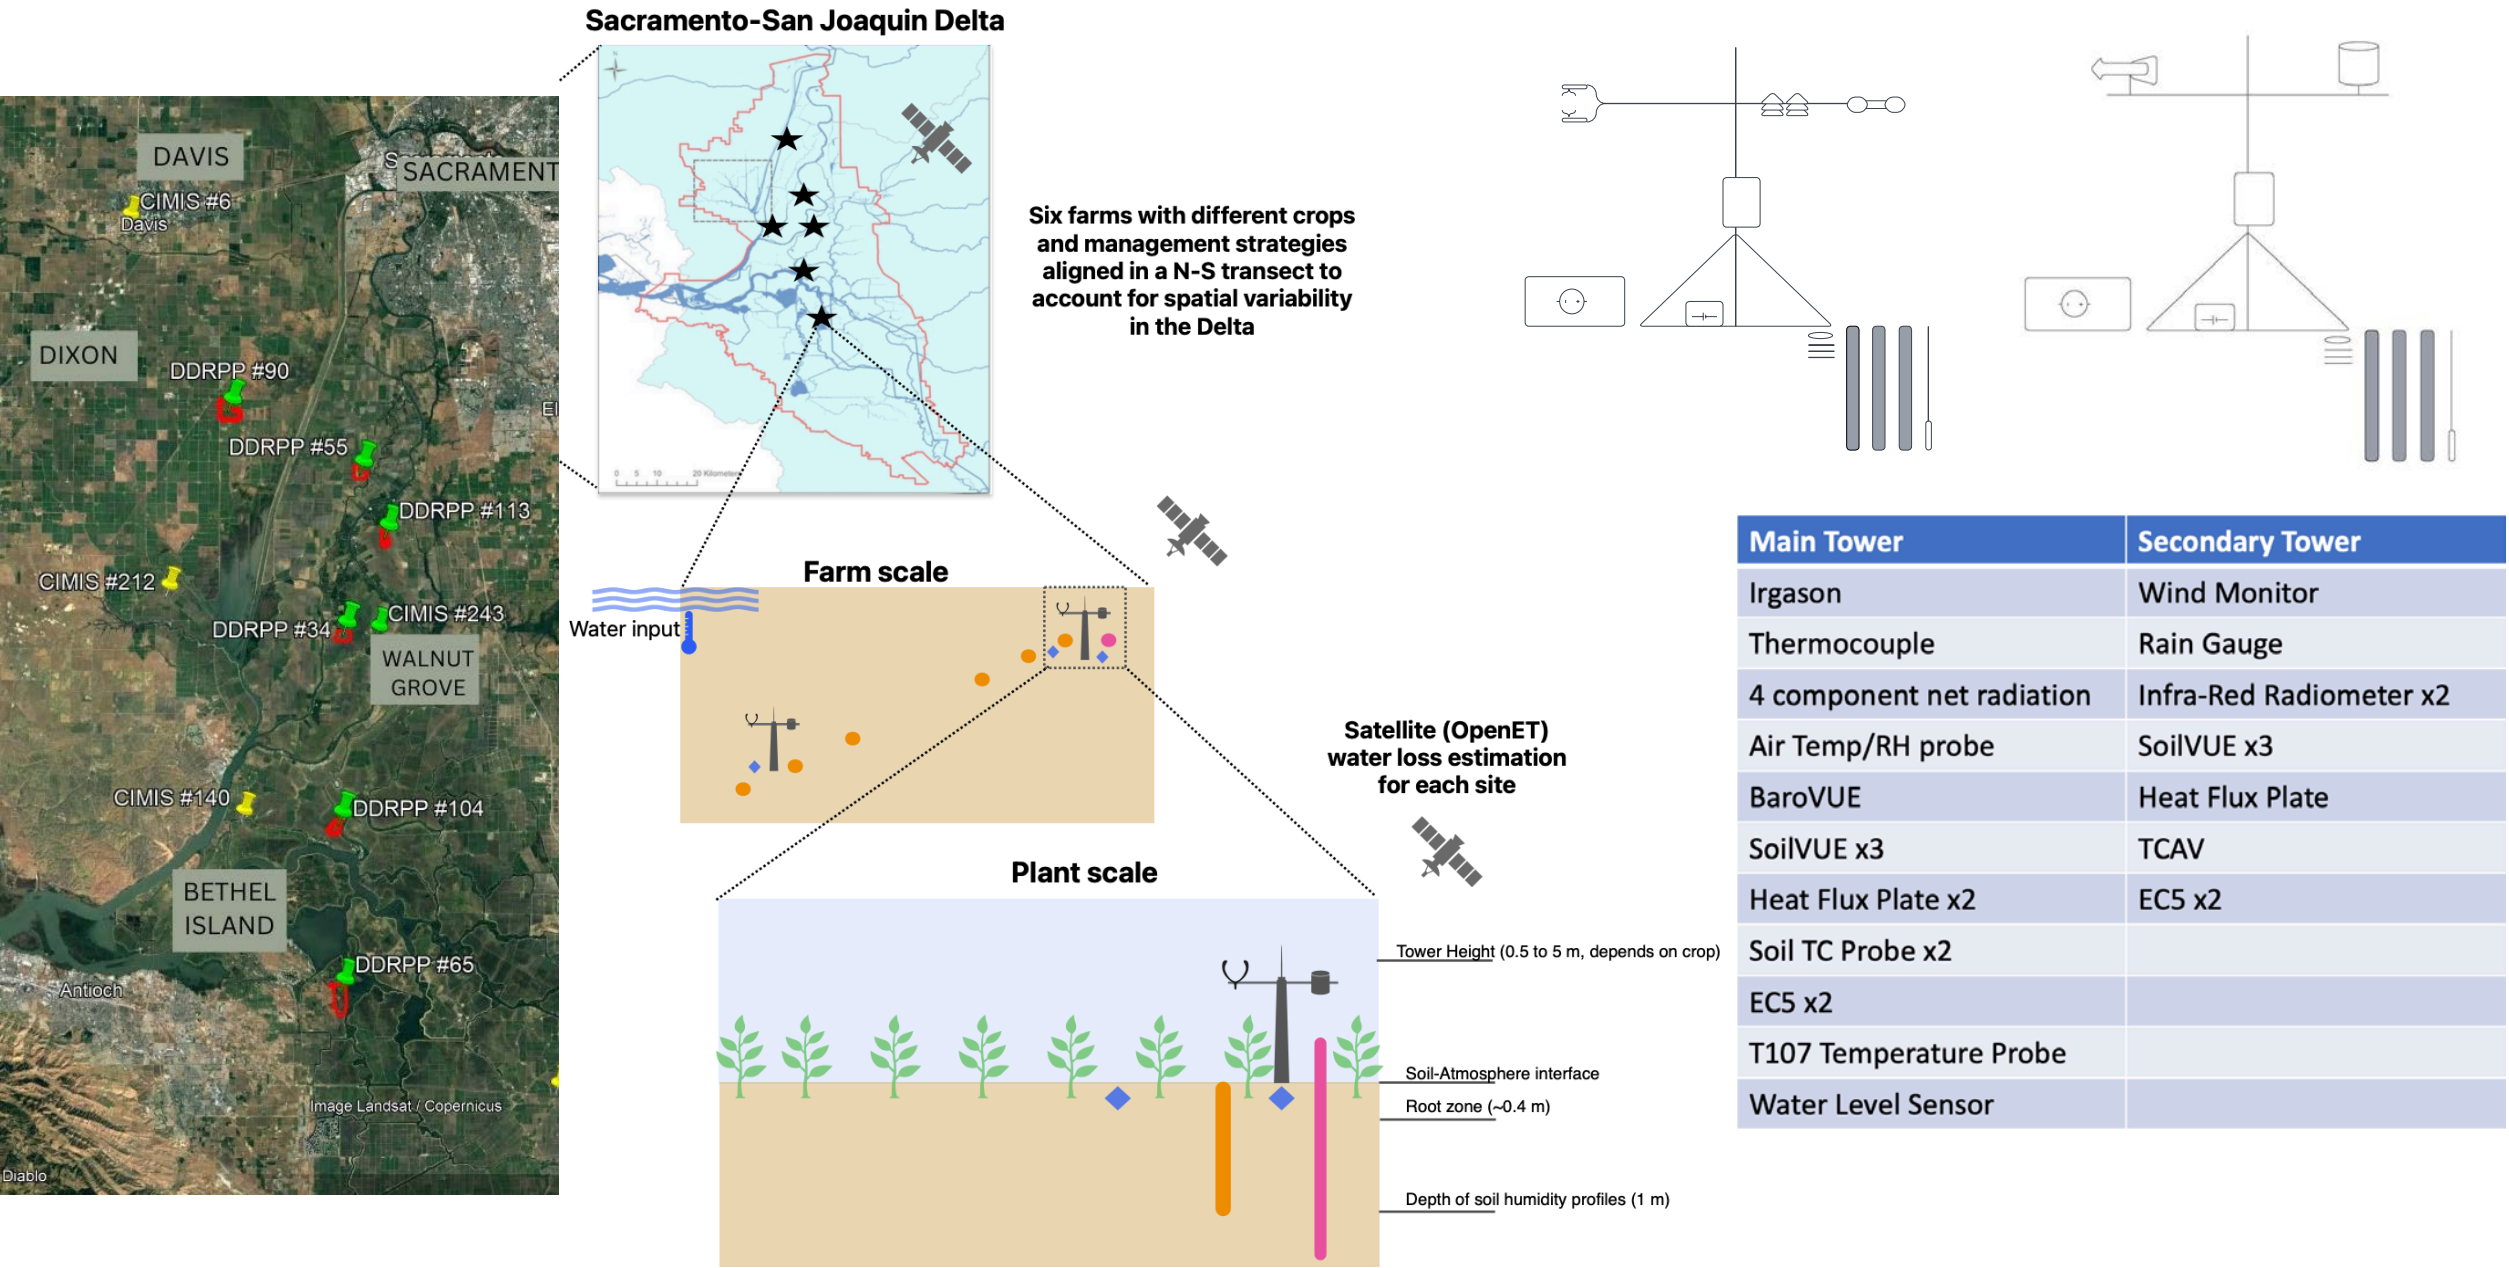 DAVIS
SACRAMENT
CIMIS #6
Davis
DIXON
DDRPP #90
DDRPP #55
DDRPP #113
CIMIS #212
CIMIS #243
DDRPP #34
WALNUT
GROVE
CIMIS #140
DDRPP #104
BETHEL
ISLAND
DDRPP #65
Antioch
Image Landsat / Copernicus
Diablo
Sacramento-San Joaquin Delta
N
0 5 10 20 Kilometers
Six farms with different crops
and management strategies
aligned in a N-S transect to
account for spatial variability
in the Delta
Farm scale
Water input
Satellite (OpenET)
water loss estimation
for each site
Plant scale
Tower Height (0.5 to 5 m, depends on crop)
Soil-Atmosphere interface
Root zone (~0.4 m)
Depth of soil humidity profiles (1 m)
Main Tower Secondary Tower
Irgason Wind Monitor
Thermocouple Rain Gauge
4 component net radiation Infra-Red Radiometer x2
Air Temp/RH probe SoilVUE x3
BaroVUE Heat Flux Plate
SoilVUE x3 TCAV
Heat Flux Plate x2 EC5 x2
Soil TC Probe x2
EC5 x2
T107 Temperature Probe
Water Level Sensor